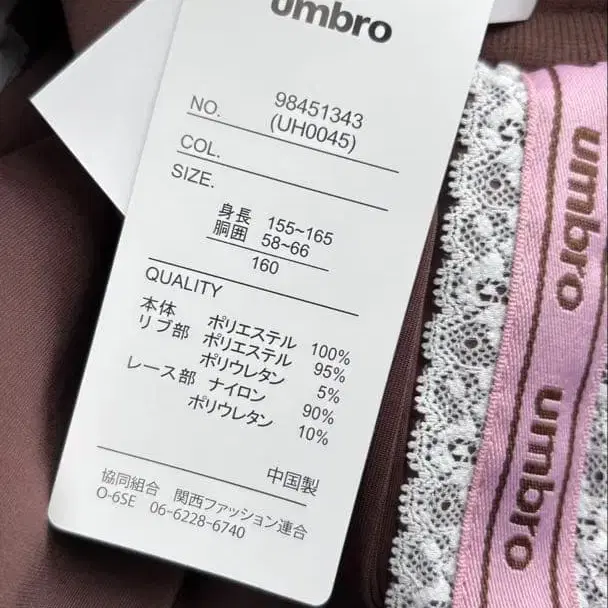 umbro
NO. 98451343
(UH0045)
COL.
SIZE.
身長 155~165
胴囲 58~66
160
QUALITY
本体 ポリエステル 100%
リブ部 ポリエステル 95%
ポリウレタン 5%
レース部 ナイロン 90%
ポリウレタン 10%
中国製
協同組合 関西ファッション連合
O-6SE 06-6228-6740
umbro
umbro